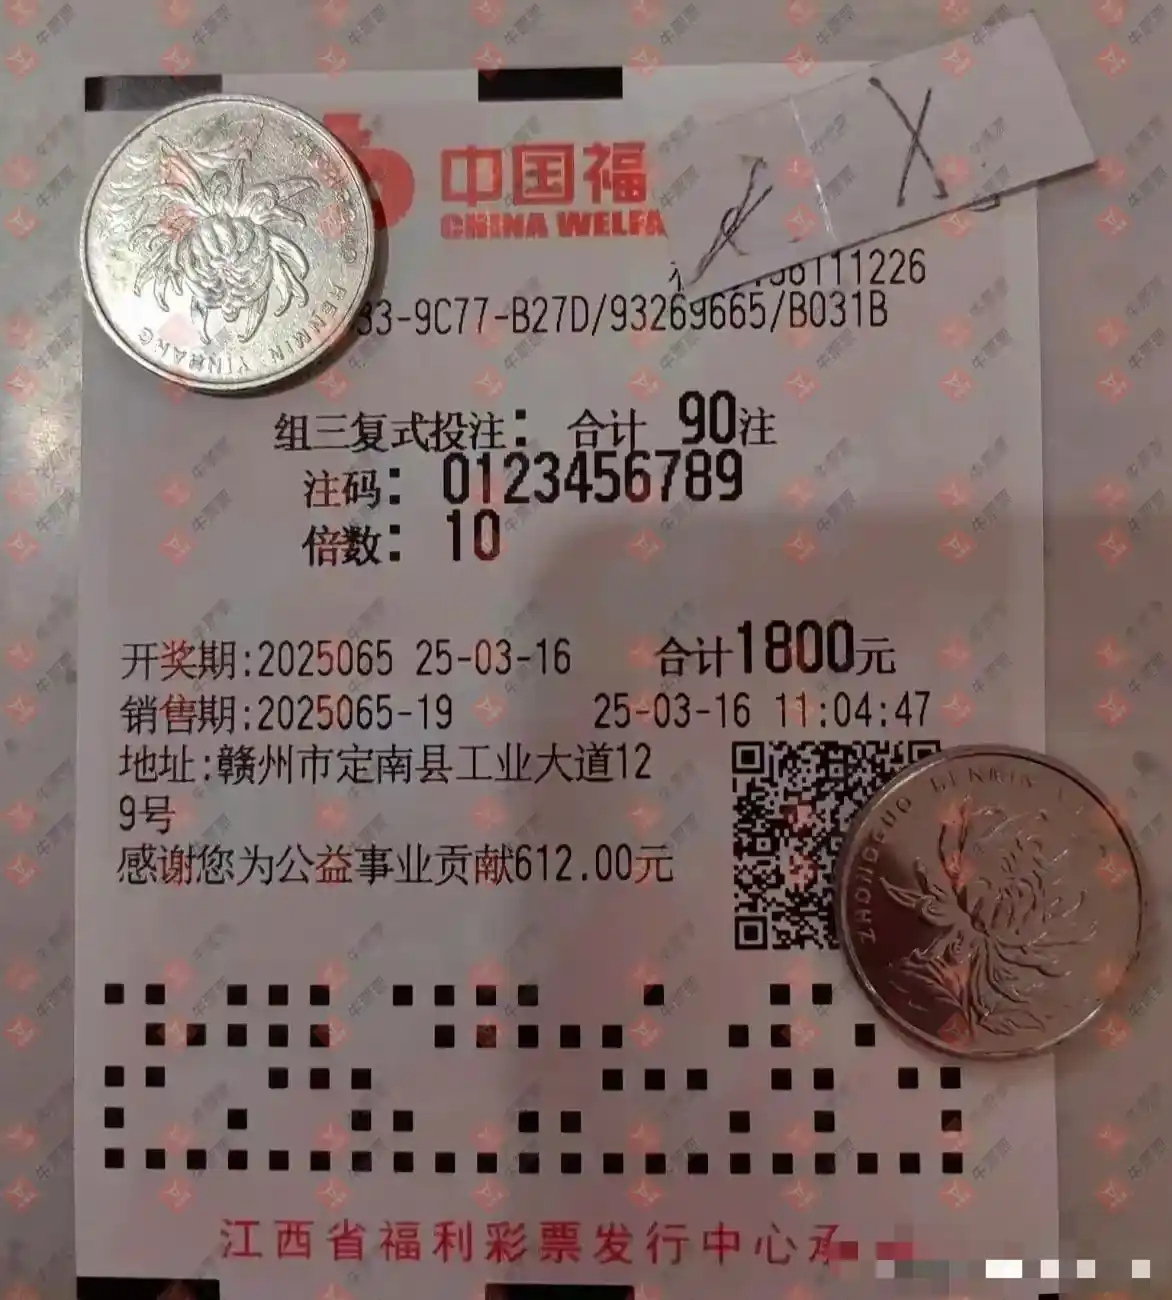 中国福
CHINA WELFA
X
38111226
33-9C77-B27D/93269665/B031B
组三复式投注: 合计 90注
注码: 0123456789
倍数: 10
开奖期:2025065 25-03-16 合计1800元
销售期:2025065-19 25-03-16 11:04:47
地址:赣州市定南县工业大道12
9号
感谢您为公益事业贡献612.00元
ZHONGGUO RENMIN
RENMIN YINHANG
江西省福利彩票发行中心承